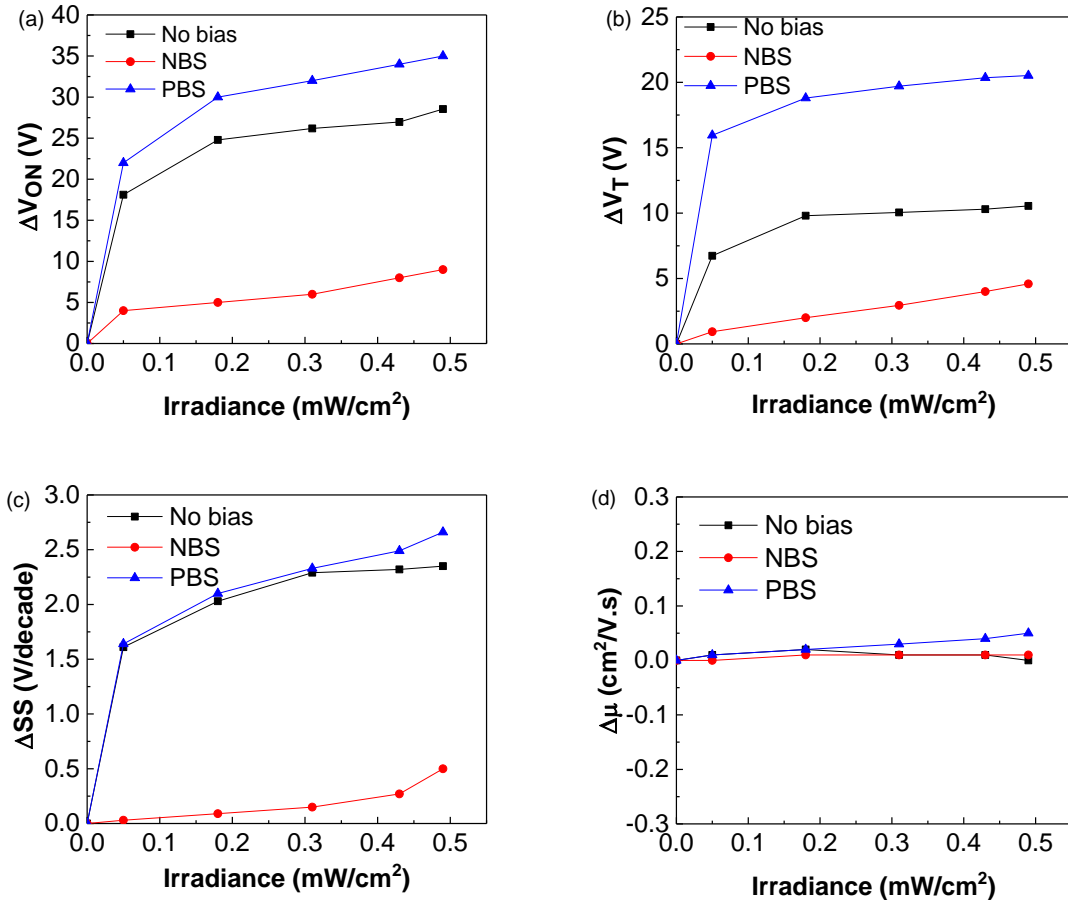 (a)
40
35
30
25
20
15
10
5
0
ΔV_ON (V)
No bias
NBS
PBS
0.0 0.1 0.2 0.3 0.4 0.5
Irradiance (mW/cm²)
(b)
25
20
15
10
5
0
ΔV_T (V)
No bias
NBS
PBS
0.0 0.1 0.2 0.3 0.4 0.5
Irradiance (mW/cm²)
(c)
3.0
2.5
2.0
1.5
1.0
0.5
0.0
ΔSS (V/decade)
No bias
NBS
PBS
0.0 0.1 0.2 0.3 0.4 0.5
Irradiance (mW/cm²)
(d)
0.3
0.2
0.1
0.0
-0.1
-0.2
-0.3
Δμ (cm²/V.s)
No bias
NBS
PBS
0.0 0.1 0.2 0.3 0.4 0.5
Irradiance (mW/cm²)